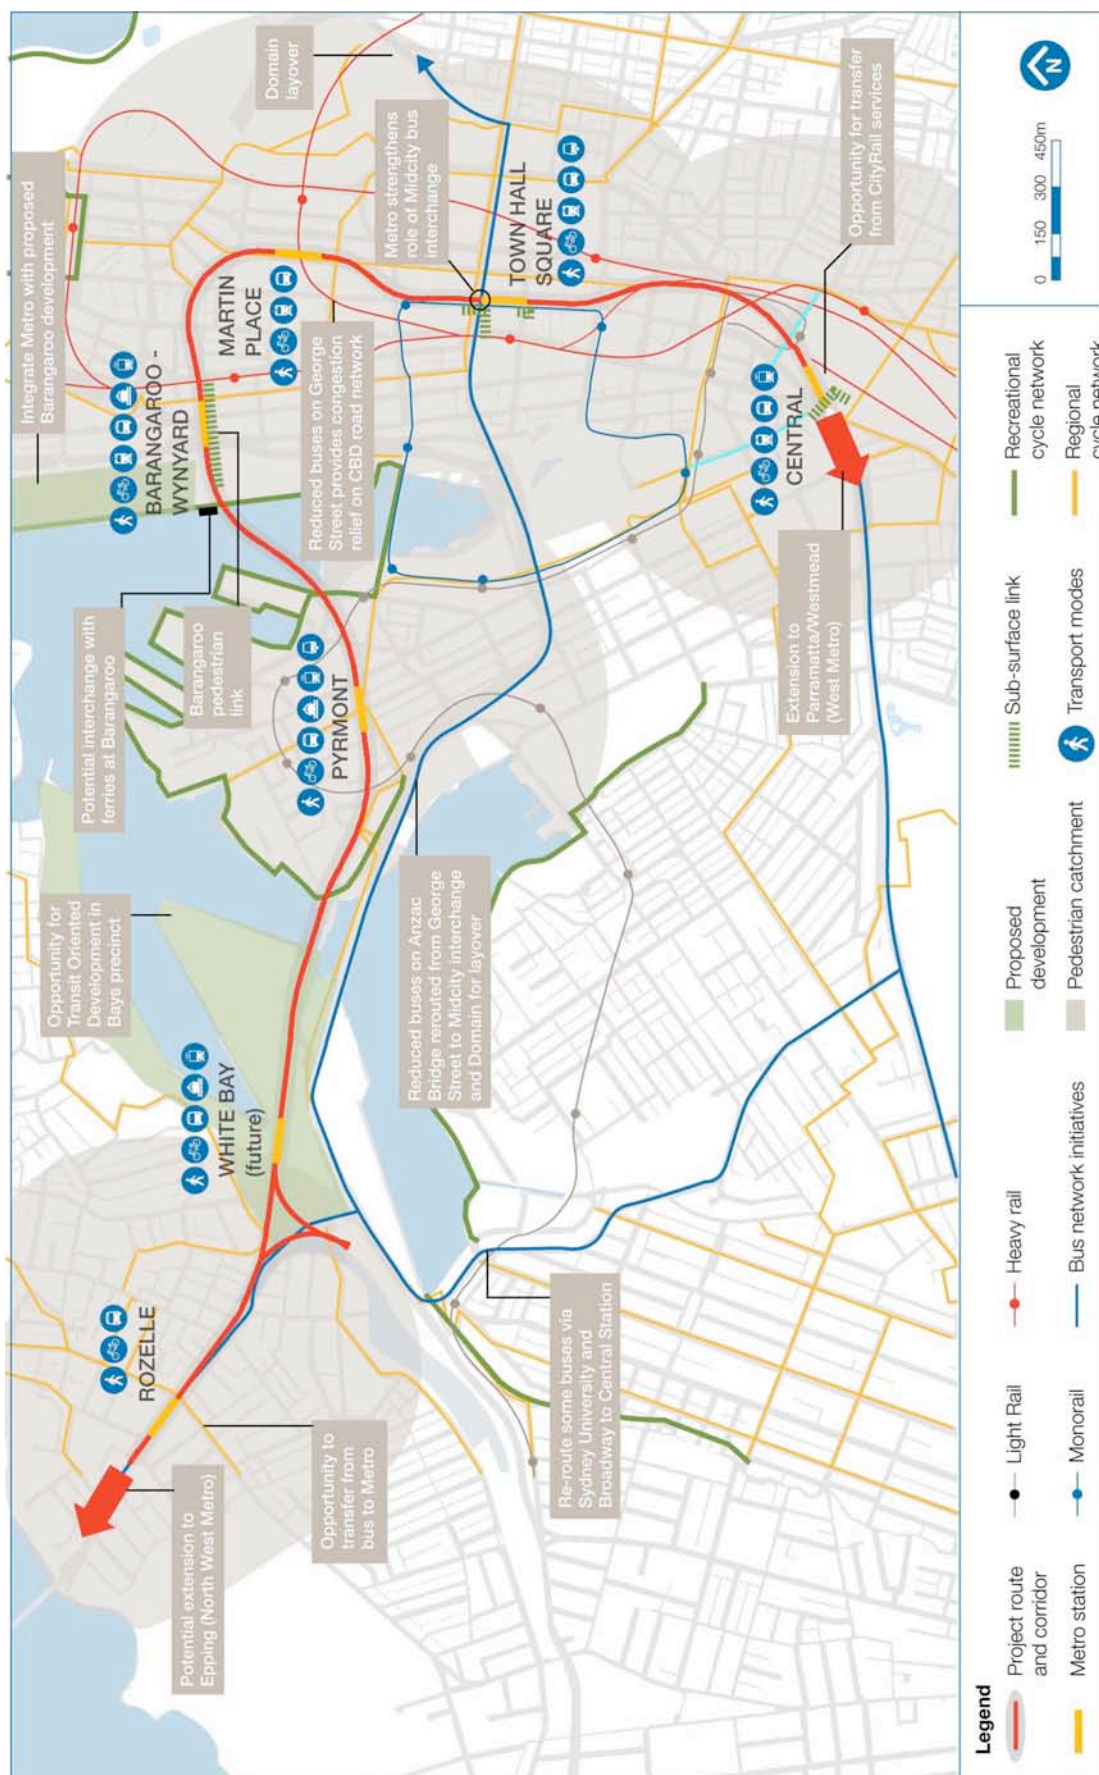 Potential extension to
Epping (North West Metro)
ROZELLE
Opportunity to
transfer from
bus to Metro
WHITE BAY
(future)
Opportunity for
Transit Oriented
Development in
Bays precinct
Potential interchange with
ferries at Barangaroo
Barangaroo
pedestrian
link
PYRMONT
Integrate Metro with proposed
Barangaroo development
BARANGAROO -
WYNYARD
MARTIN
PLACE
Reduced buses on George
Street provides congestion
relief on CBD road network
Domain
layover
Metro strengthens
role of Midcity bus
interchange
TOWN HALL
SQUARE
Reduced buses on Anzac
Bridge rerouted from George
Street to Midcity interchange
and Domain for layover
Re-route some buses via
Sydney University and
Broadway to Central Station
CENTRAL
Extension to
Parramatta/Westmead
(West Metro)
Opportunity for transfer
from CityRail services
Legend
Project route
and corridor
Metro station
Light Rail
Monorail
Heavy rail
Bus network initiatives
Proposed
development
Pedestrian catchment
Sub-surface link
Transport modes
Recreational
cycle network
Regional
cycle network
0 150 300 450m
N